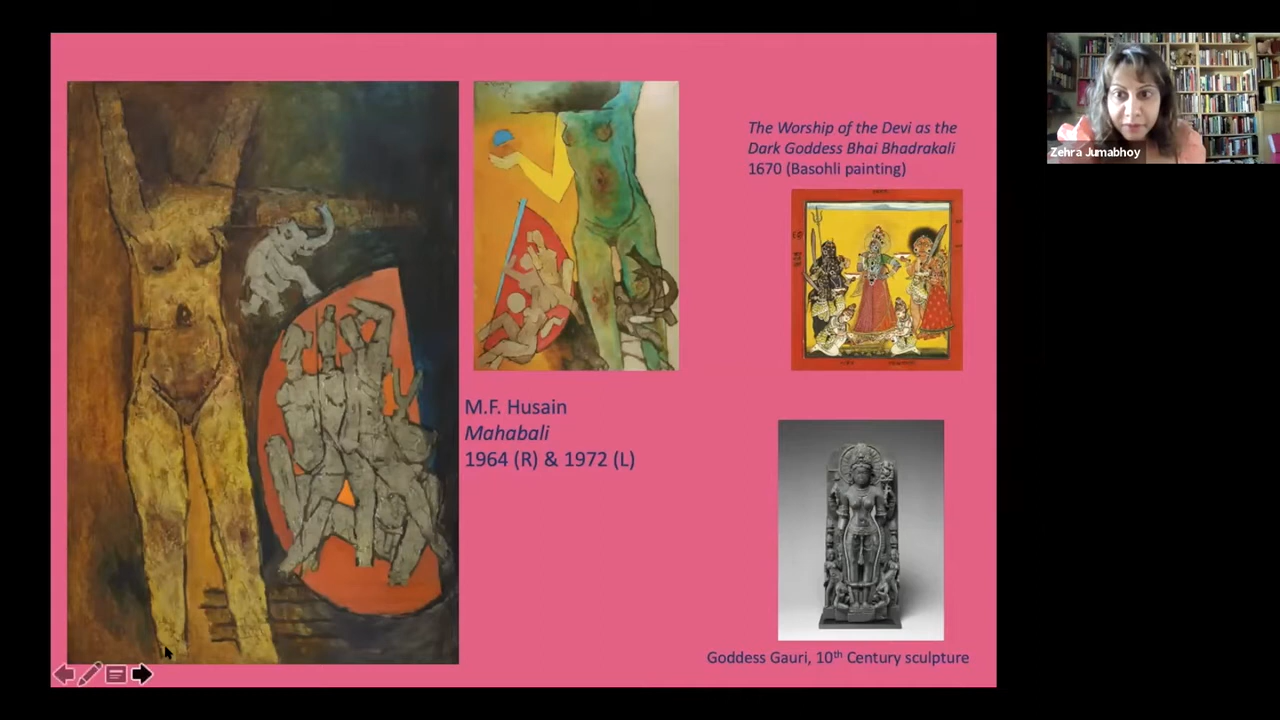 The Worship of the Devi as the
Dark Goddess Bhai Bhadrakali
1670 (Basohli painting)
Zehra Jumabhoy
M.F. Husain
Mahabali
1964 (R) & 1972 (L)
Goddess Gauri, 10th Century sculpture